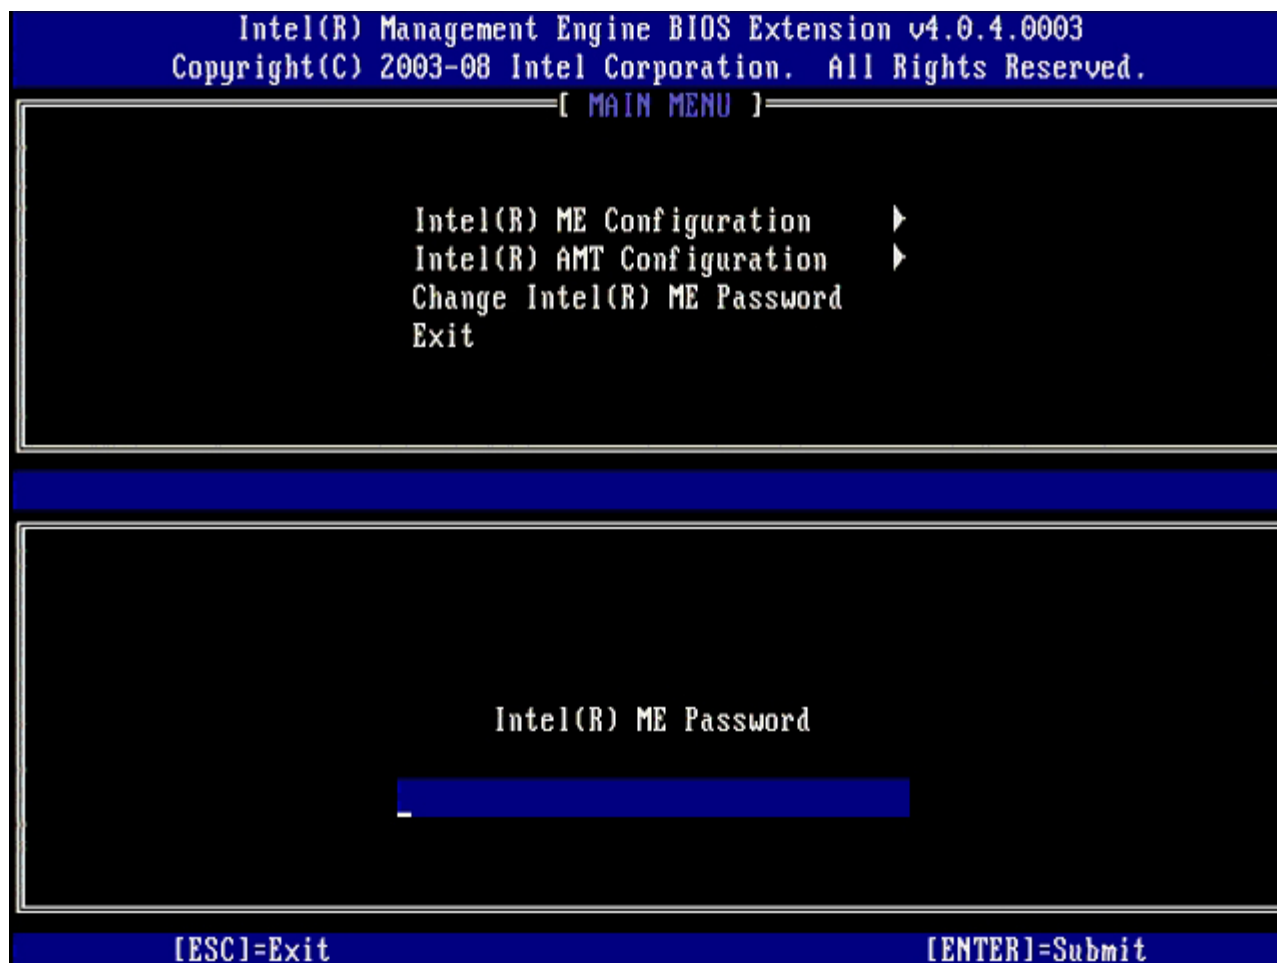 Intel(R) Management Engine BIOS Extension v4.0.4.0003
Copyright(C) 2003-08 Intel Corporation. All Rights Reserved.
[ MAIN MENU ]
Intel(R) ME Configuration
Intel(R) AMT Configuration
Change Intel(R) ME Password
Exit
Intel(R) ME Password
[ESC]=Exit [ENTER]=Submit